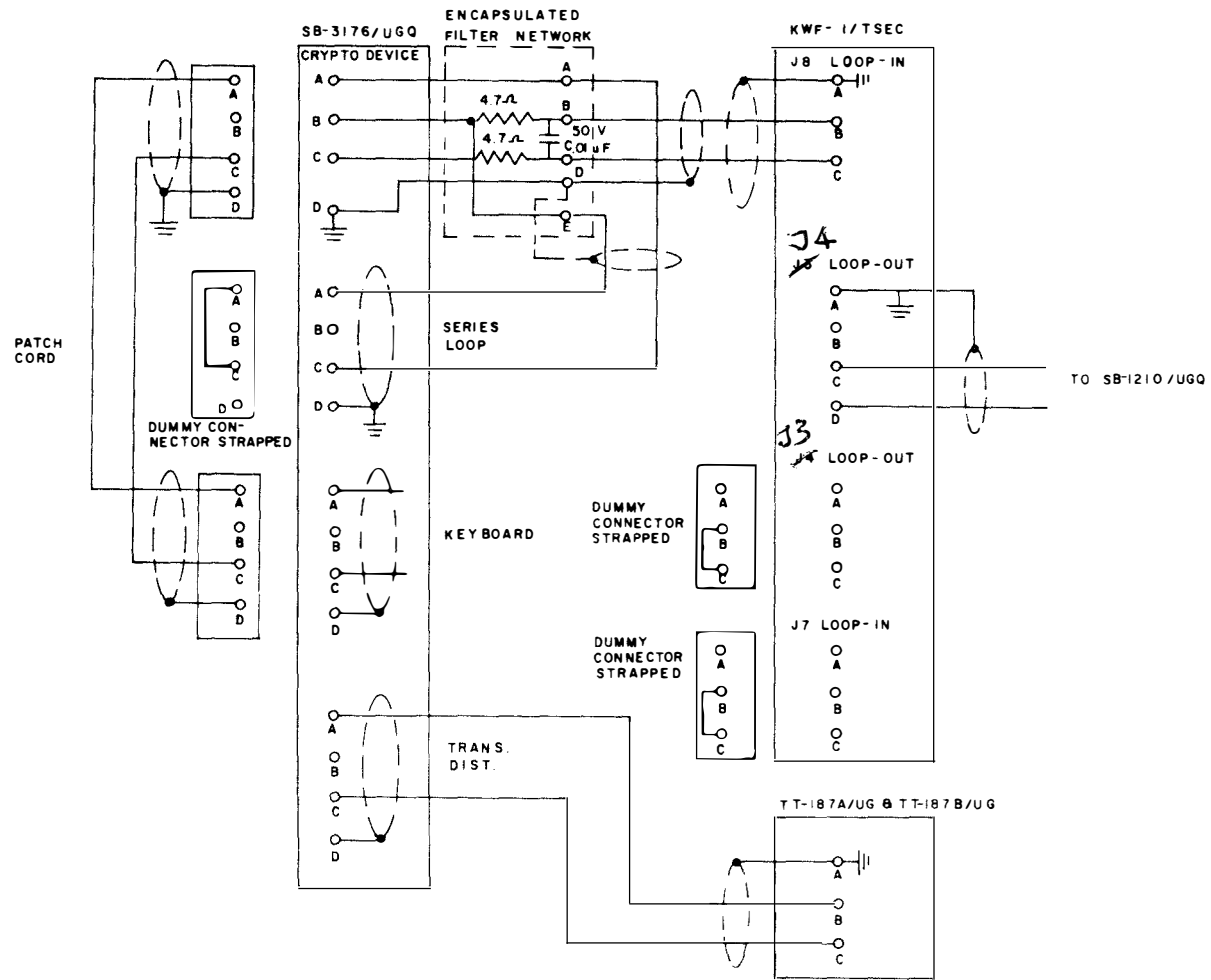 SB-3176/UGQ
CRYPTO DEVICE
A
B
C
D
ENCAPSULATED
FILTER NETWORK
A
B
4.7Ω
4.7Ω
50 V
.01 uF
C
D
E
KWF-1/TSEC
J8 LOOP-IN
A
B
C
J4
J3 LOOP-OUT
A
B
C
D
TO SB-1210/UGQ
J3
J4 LOOP-OUT
A
B
C
J7 LOOP-IN
A
B
C
A
B
C
D
PATCH
CORD
A
B
C
D
DUMMY CON-
NECTOR STRAPPED
A
B
C
D
A
B
C
D
SERIES
LOOP
A
B
C
D
KEYBOARD
A
B
C
D
TRANS.
DIST.
DUMMY
CONNECTOR
STRAPPED
A
B
C
DUMMY
CONNECTOR
STRAPPED
A
B
C
TT-187A/UG & TT-187B/UG
A
B
C